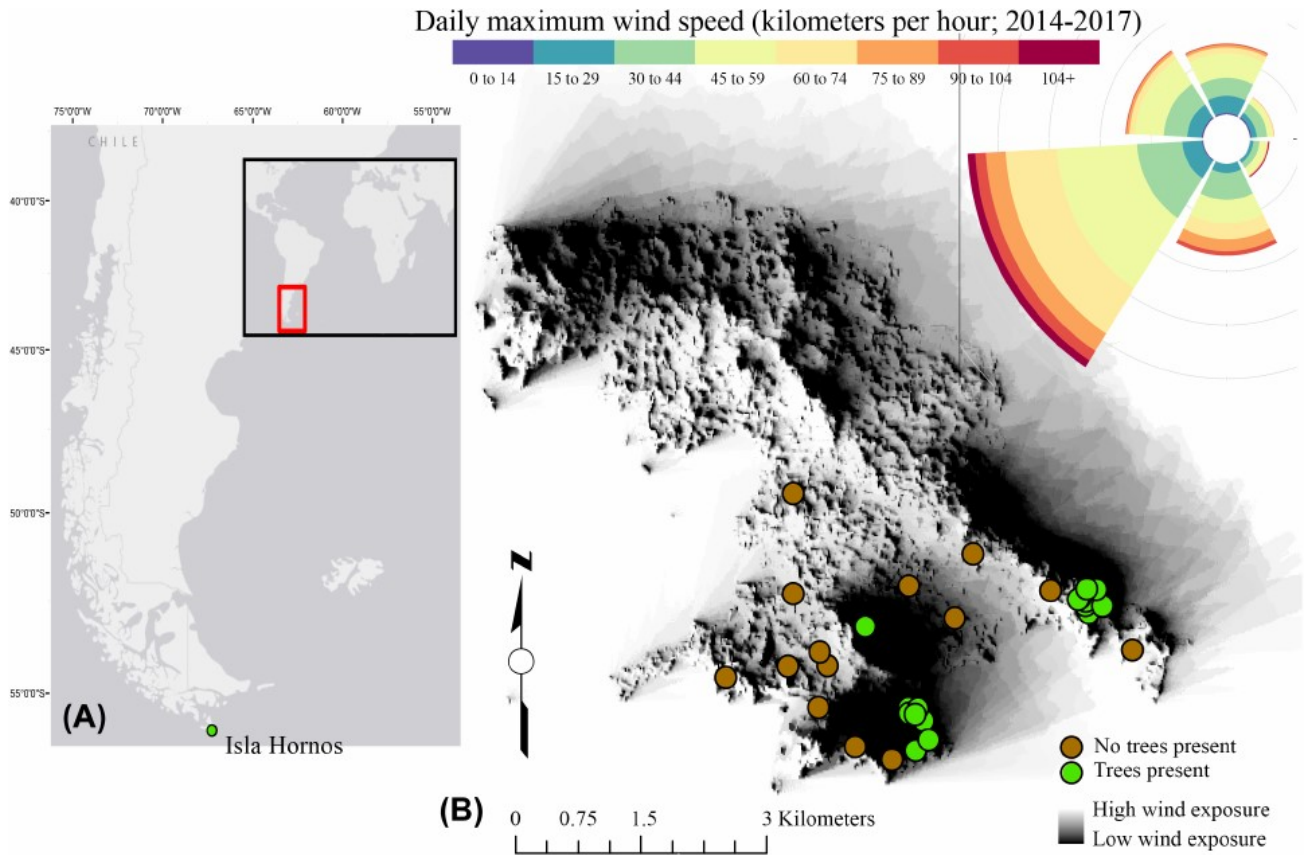 Daily maximum wind speed (kilometers per hour; 2014-2017)
0 to 14 15 to 29 30 to 44 45 to 59 60 to 74 75 to 89 90 to 104 104+
75°0'0"W 70°0'0"W 65°0'0"W 60°0'0"W 55°0'0"W
CHILE
40°0'0"S
45°0'0"S
50°0'0"S
55°0'0"S
(A)
Isla Hornos
N
No trees present
Trees present
High wind exposure
Low wind exposure
(B)
0 0.75 1.5 3 Kilometers